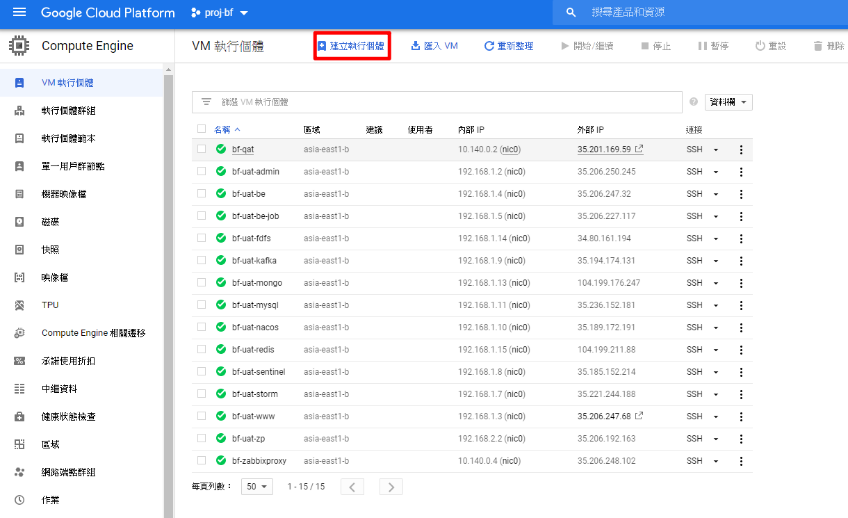 Google Cloud Platform
proj-bf
搜尋產品和資源
Compute Engine
VM 執行個體
建立執行個體
匯入 VM
重新整理
開始/繼續
停止
暫停
重設
刪除
VM 執行個體
執行個體群組
執行個體範本
單一用戶群節點
機器映像檔
磁碟
快照
映像檔
TPU
Compute Engine 相關遷移
承諾使用折扣
中繼資料
健康狀態檢查
區域
網路端點群組
作業
篩選 VM 執行個體
資料欄
名稱 區域 建議 使用者 內部 IP 外部 IP 連接
bf-qat asia-east1-b 10.140.0.2 (nic0) 35.201.169.59 SSH
bf-uat-admin asia-east1-b 192.168.1.2 (nic0) 35.206.250.245 SSH
bf-uat-be asia-east1-b 192.168.1.4 (nic0) 35.206.247.32 SSH
bf-uat-be-job asia-east1-b 192.168.1.5 (nic0) 35.206.227.117 SSH
bf-uat-fdfs asia-east1-b 192.168.1.14 (nic0) 34.80.161.194 SSH
bf-uat-kafka asia-east1-b 192.168.1.9 (nic0) 35.194.174.131 SSH
bf-uat-mongo asia-east1-b 192.168.1.13 (nic0) 104.199.176.247 SSH
bf-uat-mysql asia-east1-b 192.168.1.11 (nic0) 35.236.152.181 SSH
bf-uat-nacos asia-east1-b 192.168.1.10 (nic0) 35.189.172.191 SSH
bf-uat-redis asia-east1-b 192.168.1.15 (nic0) 104.199.211.88 SSH
bf-uat-sentinel asia-east1-b 192.168.1.8 (nic0) 35.185.152.214 SSH
bf-uat-storm asia-east1-b 192.168.1.7 (nic0) 35.221.244.188 SSH
bf-uat-www asia-east1-b 192.168.1.3 (nic0) 35.206.247.68 SSH
bf-uat-zp asia-east1-b 192.168.2.2 (nic0) 35.206.192.163 SSH
bf-zabbixproxy asia-east1-b 10.140.0.4 (nic0) 35.206.248.102 SSH
每頁列數： 50 1 - 15 / 15